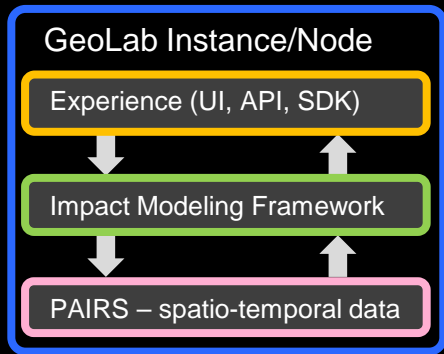 GeoLab Instance/Node
Experience (UI, API, SDK)
Impact Modeling Framework
PAIRS – spatio-temporal data